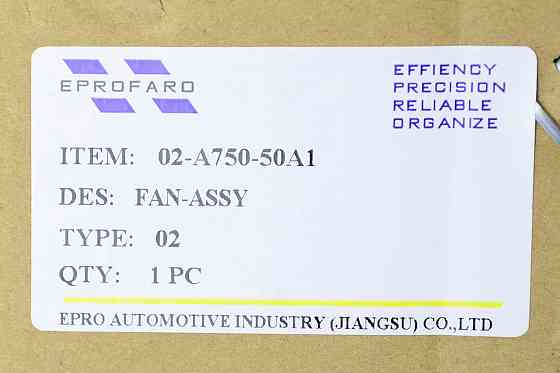 EPROFARO
EFFIENCY
PRECISION
RELIABLE
ORGANIZE
ITEM: 02-A750-50A1
DES: FAN-ASSY
TYPE: 02
QTY: 1 PC
EPRO AUTOMOTIVE INDUSTRY (JIANGSU) CO.,LTD